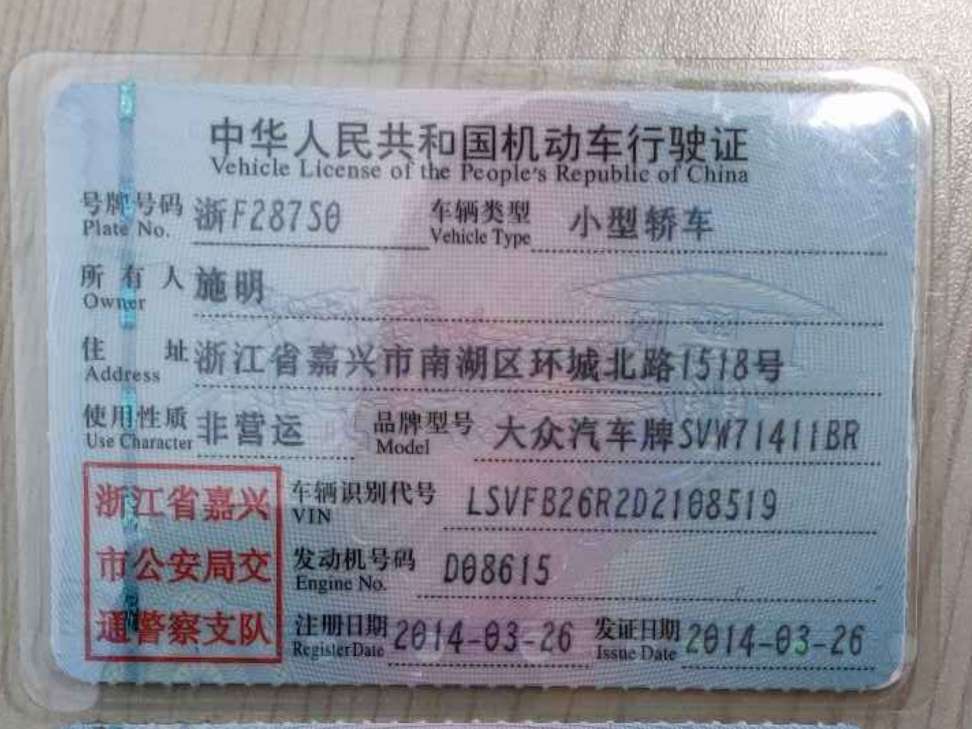 中华人民共和国机动车行驶证
Vehicle License of the People's Republic of China
号牌号码 浙F287S0 车辆类型 小型轿车
Plate No. Vehicle Type
所有人 施明
Owner
住址 浙江省嘉兴市南湖区环城北路1518号
Address
使用性质 非营运 品牌型号 大众汽车牌SVW71411BR
Use Character Model
浙江省嘉兴
市公安局交
通警察支队
车辆识别代号 LSVFB26R2D2108519
VIN
发动机号码 D08615
Engine No.
注册日期 2014-03-26 发证日期 2014-03-26
Register Date Issue Date